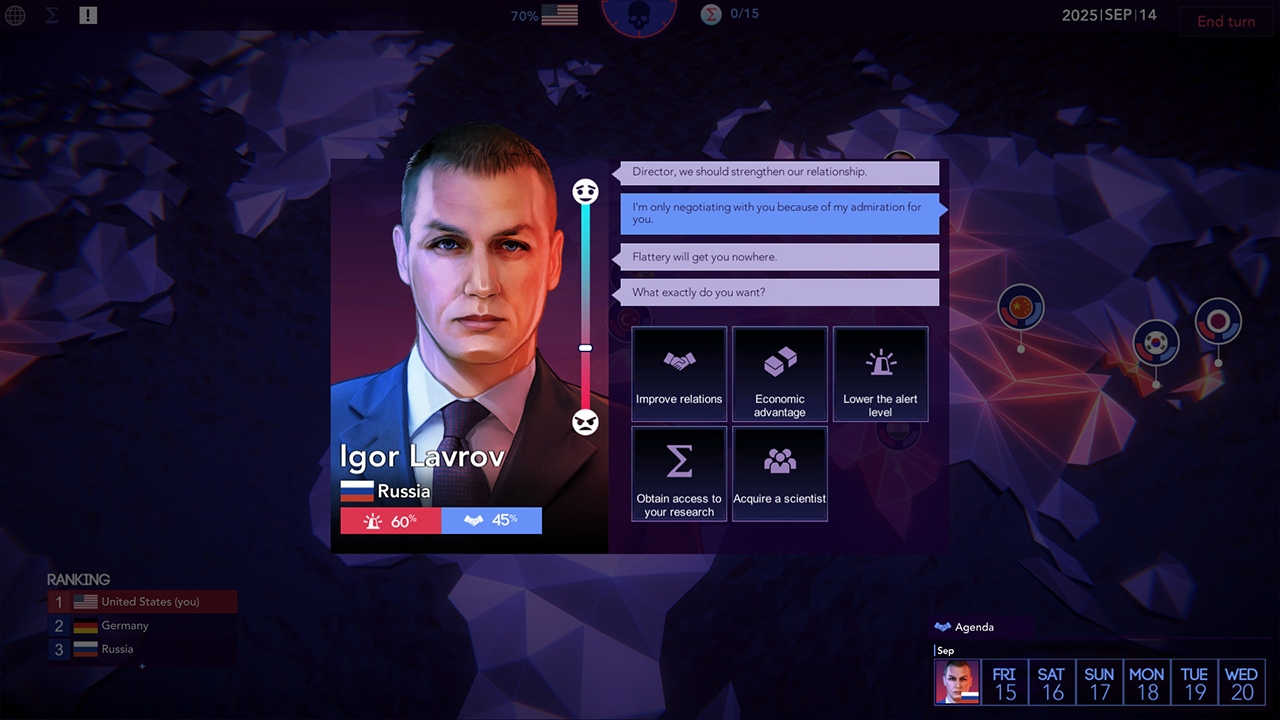 70%
0/15
2025|SEP|14
End turn
Director, we should strengthen our relationship.
I'm only negotiating with you because of my admiration for
you.
Flattery will get you nowhere.
What exactly do you want?
Improve relations
Economic
advantage
Lower the alert
level
Obtain access to
your research
Acquire a scientist
Igor Lavrov
Russia
60%
45%
RANKING
1 United States (you)
2 Germany
3 Russia
+
Agenda
Sep
FRI
15
SAT
16
SUN
17
MON
18
TUE
19
WED
20